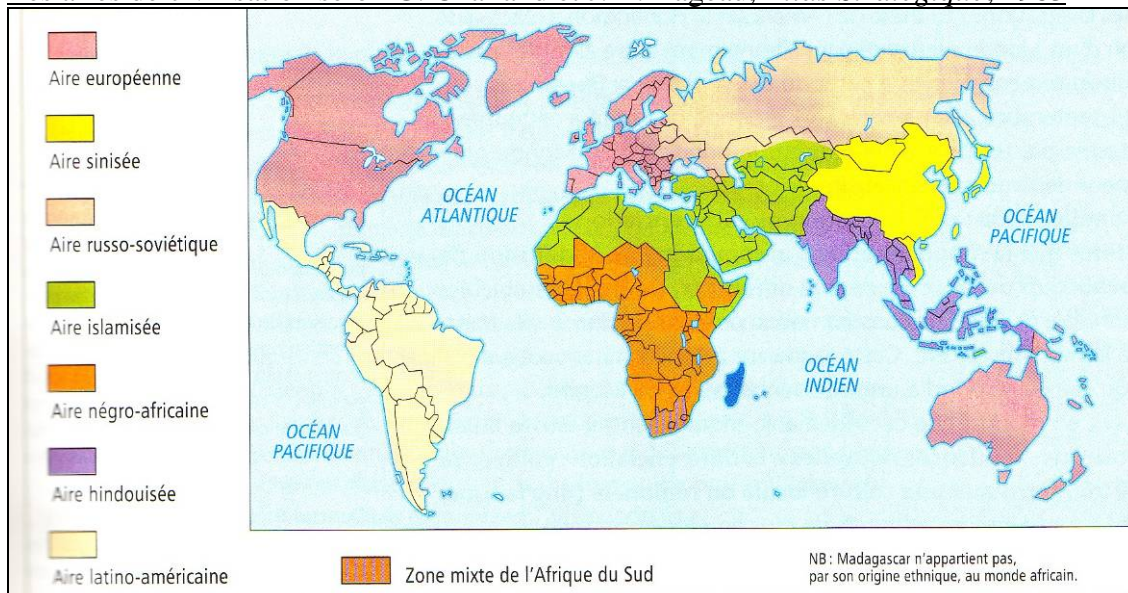 Aire européenne
Aire sinisée
Aire russo-soviétique
Aire islamisée
Aire négro-africaine
Aire hindouisée
Aire latino-américaine
OCÉAN
ATLANTIQUE
OCÉAN
PACIFIQUE
OCÉAN
INDIEN
OCÉAN
PACIFIQUE
Zone mixte de l'Afrique du Sud
NB : Madagascar n'appartient pas,
par son origine ethnique, au monde africain.